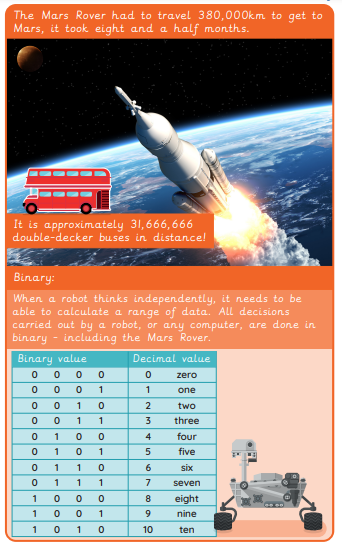 The Mars Rover had to travel 380,000km to get to
Mars, it took eight and a half months.
It is approximately 31,666,666
double-decker buses in distance!
Binary:
When a robot thinks independently, it needs to be
able to calculate a range of data. All decisions
carried out by a robot, or any computer, are done in
binary - including the Mars Rover.
Binary value Decimal value
0 0 0 0 0 zero
0 0 0 1 1 one
0 0 1 0 2 two
0 0 1 1 3 three
0 1 0 0 4 four
0 1 0 1 5 five
0 1 1 0 6 six
0 1 1 1 7 seven
1 0 0 0 8 eight
1 0 0 1 9 nine
1 0 1 0 10 ten